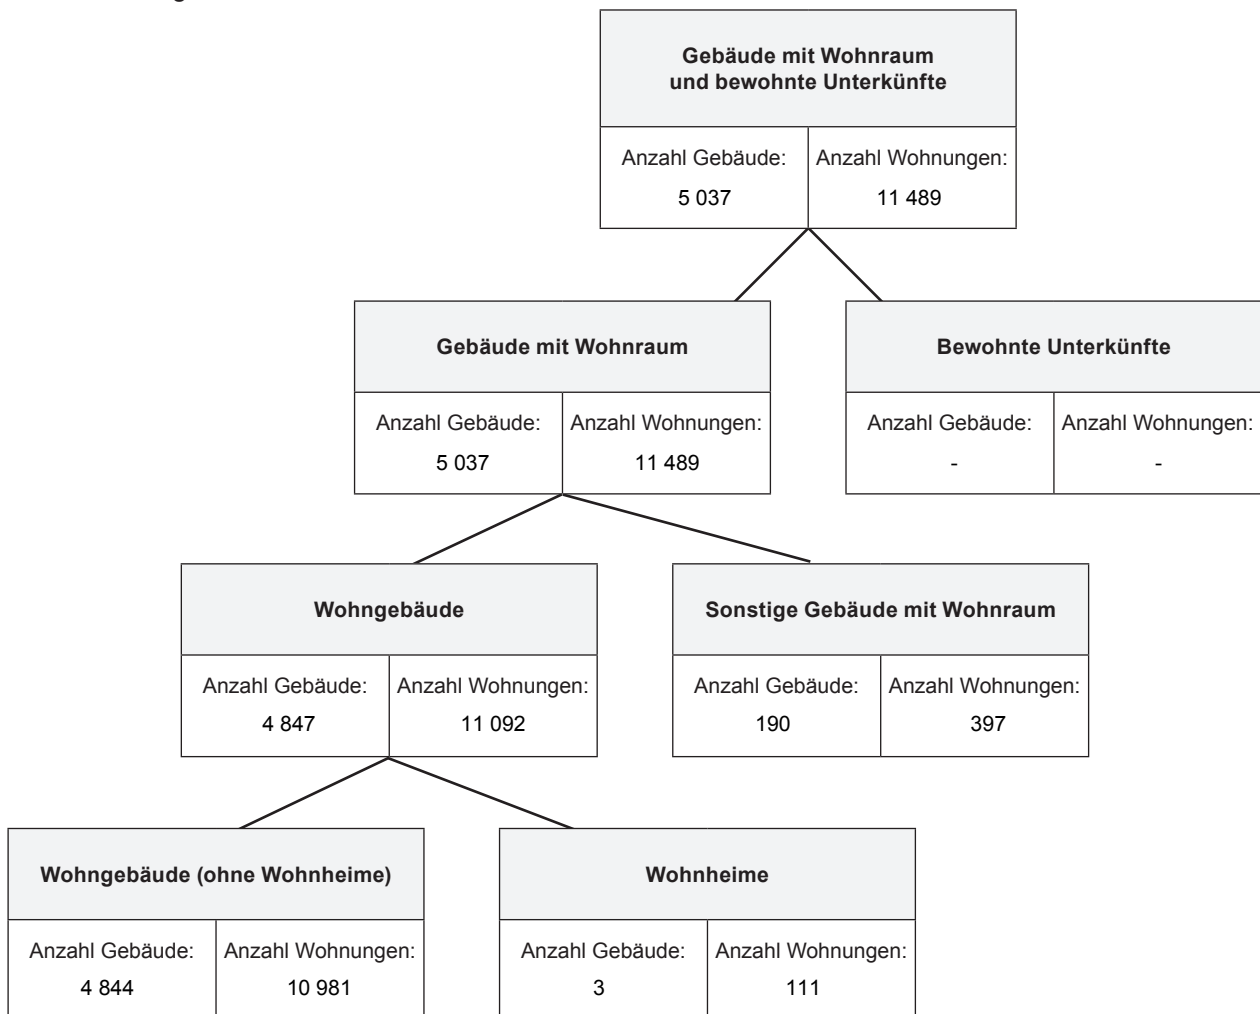 Gebäude mit Wohnraum
und bewohnte Unterkünfte
Anzahl Gebäude: Anzahl Wohnungen:
5 037 11 489
Gebäude mit Wohnraum Bewohnte Unterkünfte
Anzahl Gebäude: Anzahl Wohnungen: Anzahl Gebäude: Anzahl Wohnungen:
5 037 11 489 - -
Wohngebäude Sonstige Gebäude mit Wohnraum
Anzahl Gebäude: Anzahl Wohnungen: Anzahl Gebäude: Anzahl Wohnungen:
4 847 11 092 190 397
Wohngebäude (ohne Wohnheime) Wohnheime
Anzahl Gebäude: Anzahl Wohnungen: Anzahl Gebäude: Anzahl Wohnungen:
4 844 10 981 3 111